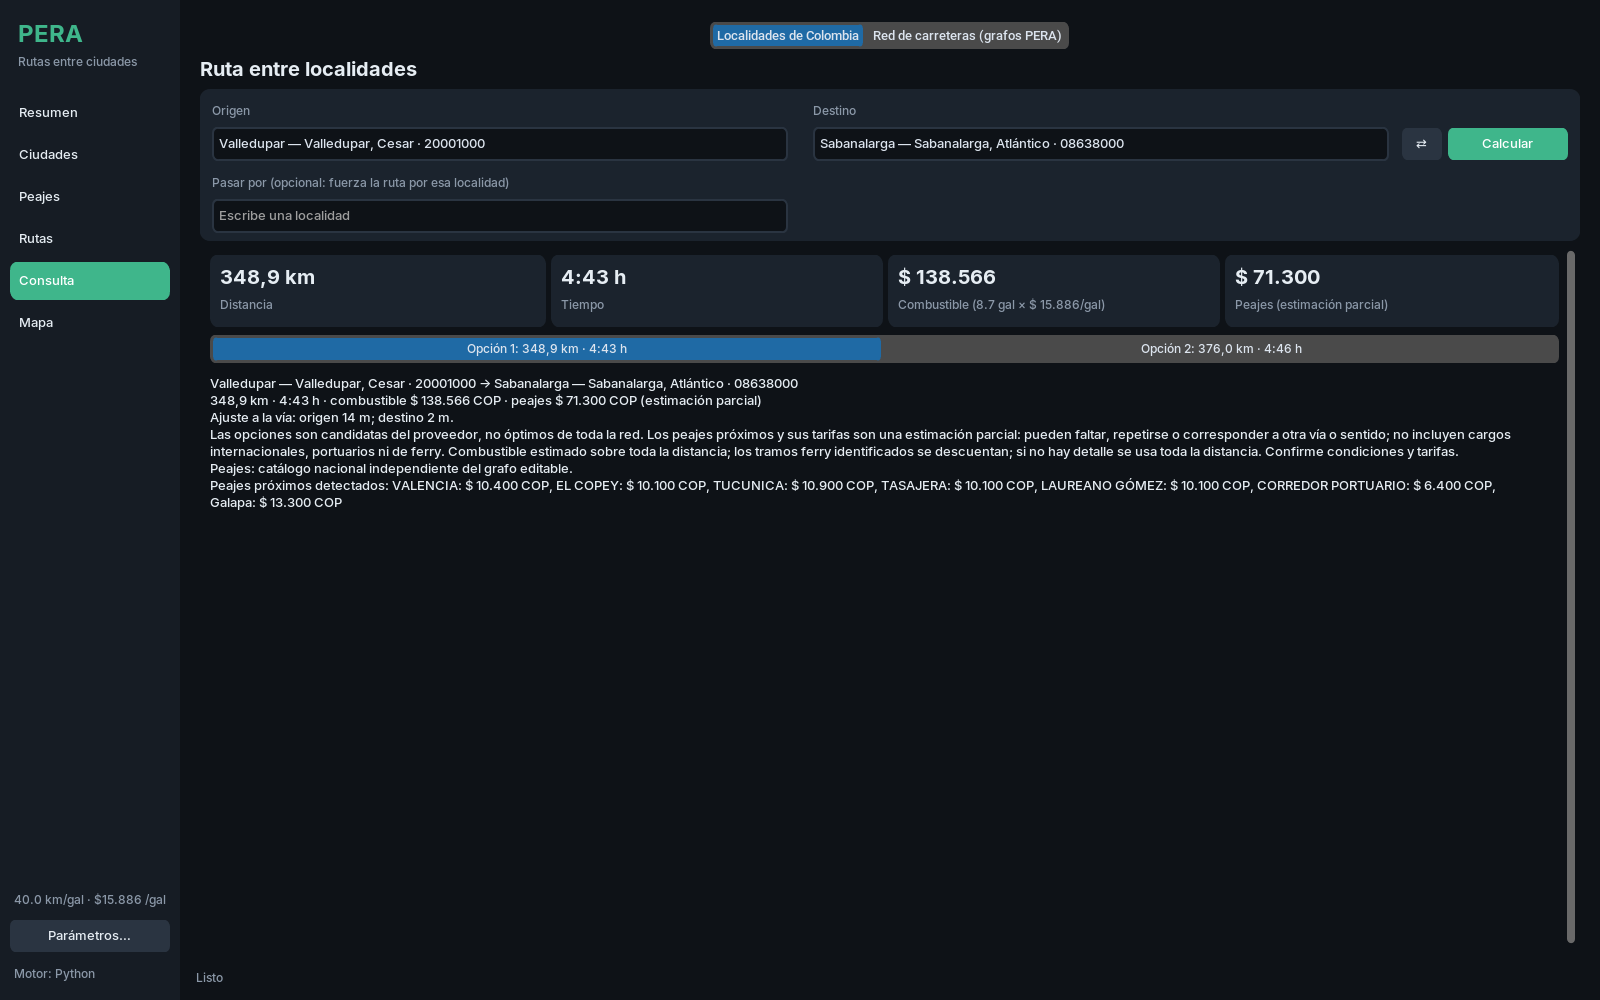 PERA
Rutas entre ciudades
Resumen
Ciudades
Peajes
Rutas
Consulta
Mapa
40.0 km/gal · $15.886 /gal
Parámetros...
Motor: Python
Localidades de Colombia
Red de carreteras (grafos PERA)
Ruta entre localidades
Origen
Destino
Valledupar — Valledupar, Cesar · 20001000
Sabanalarga — Sabanalarga, Atlántico · 08638000
⇄
Calcular
Pasar por (opcional: fuerza la ruta por esa localidad)
Escribe una localidad
348,9 km
Distancia
4:43 h
Tiempo
$ 138.566
Combustible (8.7 gal × $ 15.886/gal)
$ 71.300
Peajes (estimación parcial)
Opción 1: 348,9 km · 4:43 h
Opción 2: 376,0 km · 4:46 h
Valledupar — Valledupar, Cesar · 20001000 → Sabanalarga — Sabanalarga, Atlántico · 08638000
348,9 km · 4:43 h · combustible $ 138.566 COP · peajes $ 71.300 COP (estimación parcial)
Ajuste a la vía: origen 14 m; destino 2 m.
Las opciones son candidatas del proveedor, no óptimos de toda la red. Los peajes próximos y sus tarifas son una estimación parcial: pueden faltar, repetirse o corresponder a otra vía o sentido; no incluyen cargos
internacionales, portuarios ni de ferry. Combustible estimado sobre toda la distancia; los tramos ferry identificados se descuentan; si no hay detalle se usa toda la distancia. Confirme condiciones y tarifas.
Peajes: catálogo nacional independiente del grafo editable.
Peajes próximos detectados: VALENCIA: $ 10.400 COP, EL COPEY: $ 10.100 COP, TUCUNICA: $ 10.900 COP, TASAJERA: $ 10.100 COP, LAUREANO GÓMEZ: $ 10.100 COP, CORREDOR PORTUARIO: $ 6.400 COP,
Galapa: $ 13.300 COP
Listo